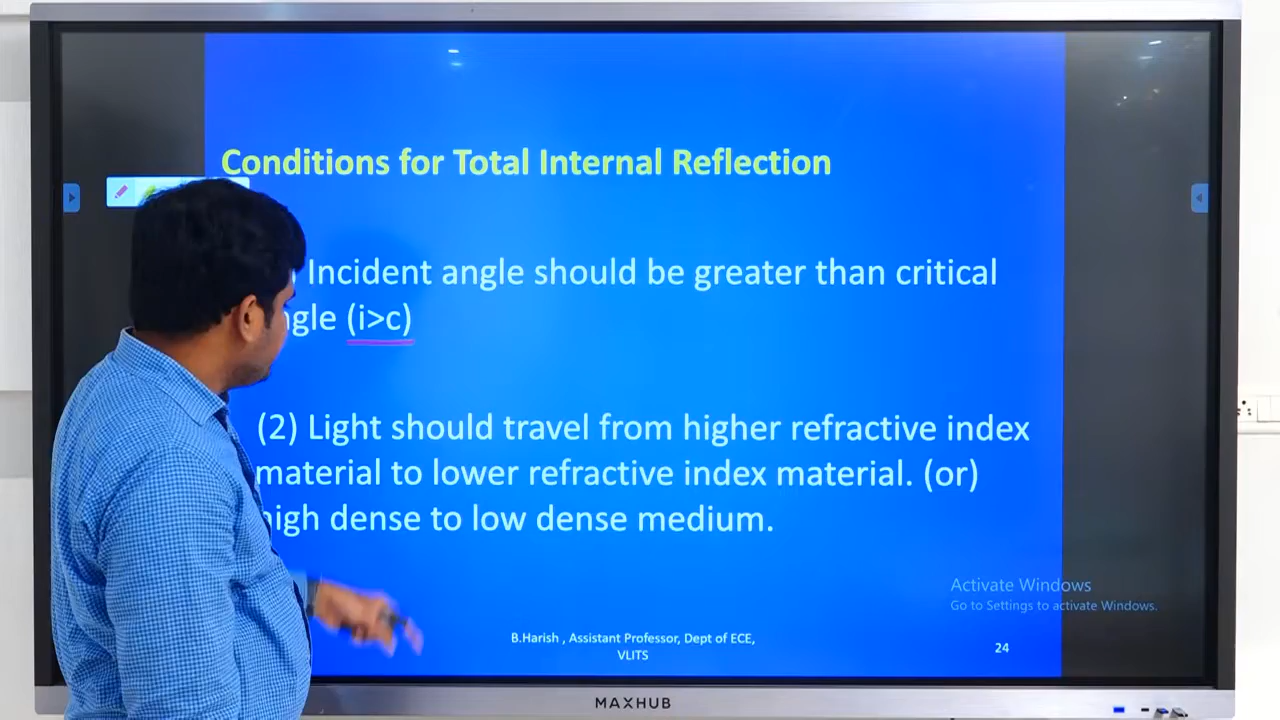 Conditions for Total Internal Reflection
Incident angle should be greater than critical
(i>c)
(2) Light should travel from higher refractive index
material to lower refractive index material. (or)
high dense to low dense medium.
Activate Windows
Go to Settings to activate Windows.
B.Harish , Assistant Professor, Dept of ECE,
VLITS
24
MAXHUB